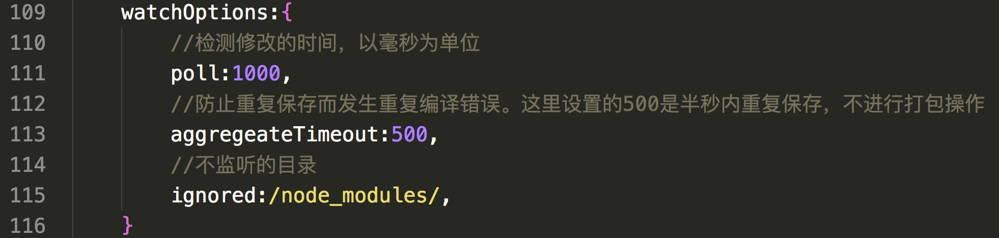 109 watchOptions:{
110 //检测修改的时间，以毫秒为单位
111 poll:1000,
112 //防止重复保存而发生重复编译错误。这里设置的500是半秒内重复保存，不进行打包操作
113 aggregeateTimeout:500,
114 //不监听的目录
115 ignored:/node_modules/,
116 }